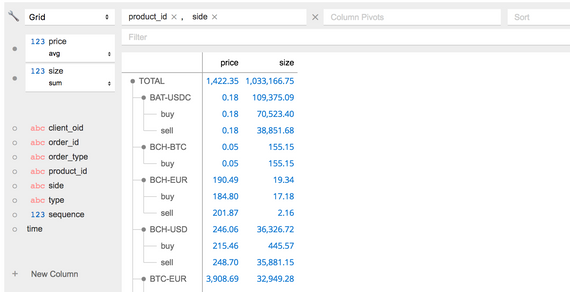 Grid
product_id × , side ×
×
Column Pivots
Sort
123 price
avg
Filter
123 size
sum
price size
TOTAL 1,422.35 1,033,166.75
BAT-USDC 0.18 109,375.09
buy 0.18 70,523.40
sell 0.18 38,851.68
BCH-BTC 0.05 155.15
buy 0.05 155.15
BCH-EUR 190.49 19.34
buy 184.80 17.18
sell 201.87 2.16
BCH-USD 246.06 36,326.72
buy 215.46 445.57
sell 248.70 35,881.15
BTC-EUR 3,908.69 32,949.28
abc client_oid
abc order_id
abc order_type
abc product_id
abc side
abc type
123 sequence
time
+ New Column